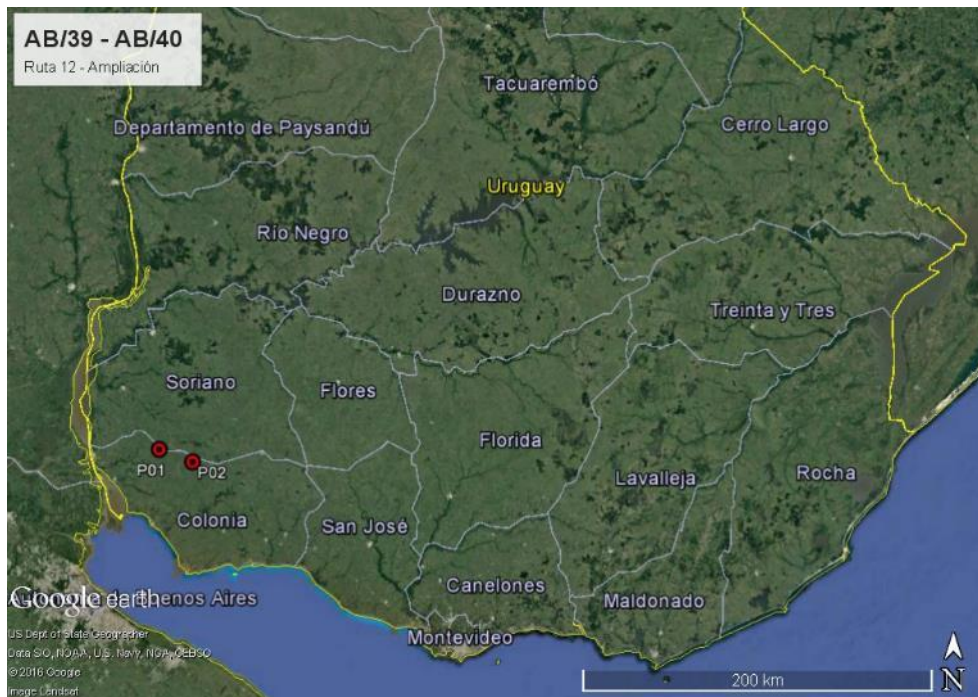 AB/39 - AB/40
Ruta 12 - Ampliación
Tacuarembó
Departamento de Paysandú
Cerro Largo
Uruguay
Río Negro
Durazno
Treinta y Tres
Soriano
Flores
Florida
P01
P02
Lavalleja
Rocha
Colonia
San José
Canelones
Maldonado
Montevideo
Google earth
Buenos Aires
US Dept of State Geographer
Data SIO, NOAA, U.S. Navy, NGA, GEBCO
© 2016 Google
Image Landsat
200 km
N